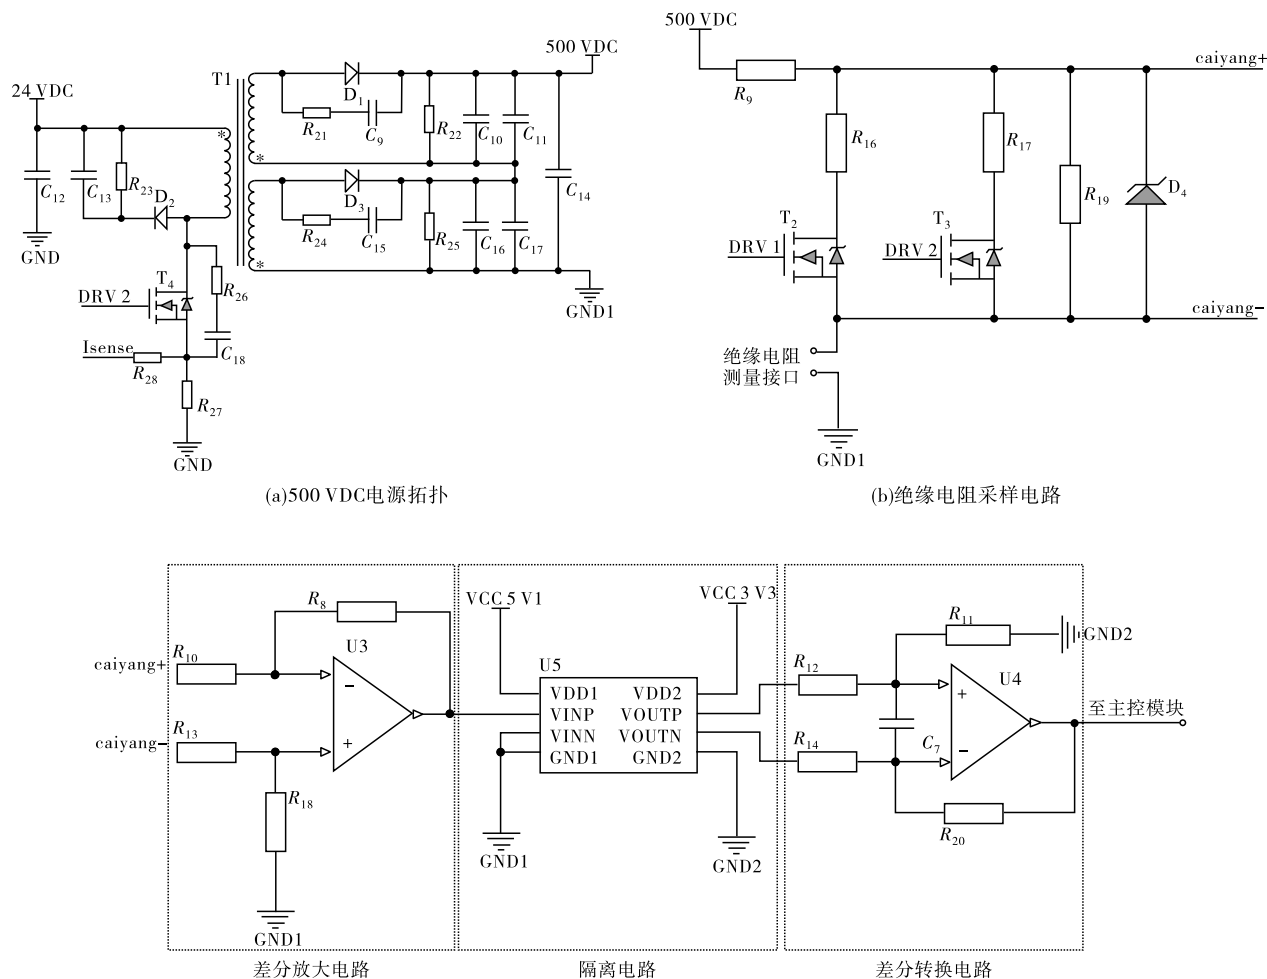 500 VDC
24 VDC
T1
D1
R21
C9
R22
C10
C11
C12
C13
R23
D2
D3
R24
C15
R25
C16
C17
C14
GND
GND1
T4
DRV 2
R26
C18
Isense
R28
R27
GND
(a)500 VDC电源拓扑
500 VDC
R9
caiyang+
R16
R17
R19
D4
T2
T3
DRV 1
DRV 2
caiyang-
绝缘电阻
测量接口
GND1
(b)绝缘电阻采样电路
R8
U3
caiyang+
R10
-
caiyang-
R13
+
R18
GND1
差分放大电路
VCC 5 V1
VCC 3 V3
U5
VDD1 VDD2
VINP VOUTP
VINN VOUTN
GND1 GND2
GND1
GND2
隔离电路
R11
GND2
R12
U4
+
R14
C7
-
R20
至主控模块
差分转换电路